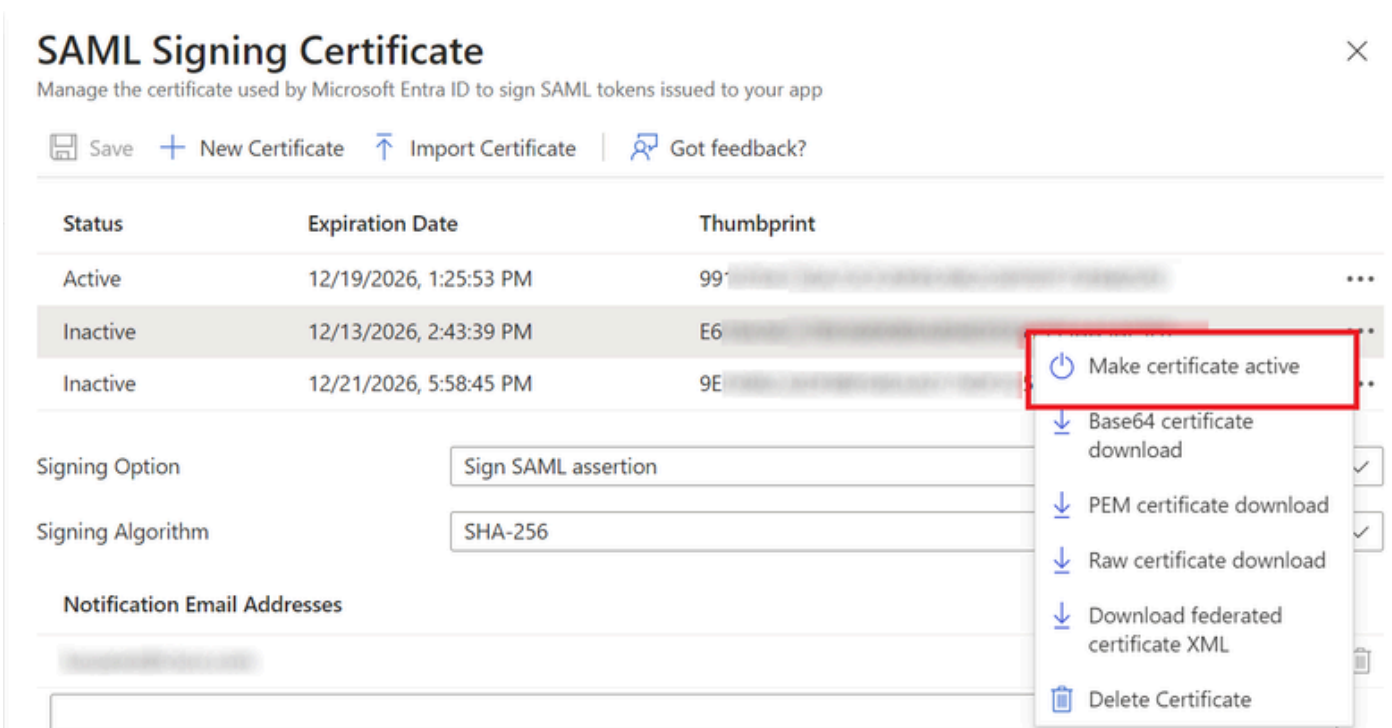 SAML Signing Certificate
Manage the certificate used by Microsoft Entra ID to sign SAML tokens issued to your app
Save New Certificate Import Certificate Got feedback?
Status Expiration Date Thumbprint
Active 12/19/2026, 1:25:53 PM
Inactive 12/13/2026, 2:43:39 PM
Make certificate active
Inactive 12/21/2026, 5:58:45 PM
Base64 certificate
download
Signing Option Sign SAML assertion
PEM certificate download
Signing Algorithm SHA-256
Raw certificate download
Notification Email Addresses
Download federated
certificate XML
Delete Certificate